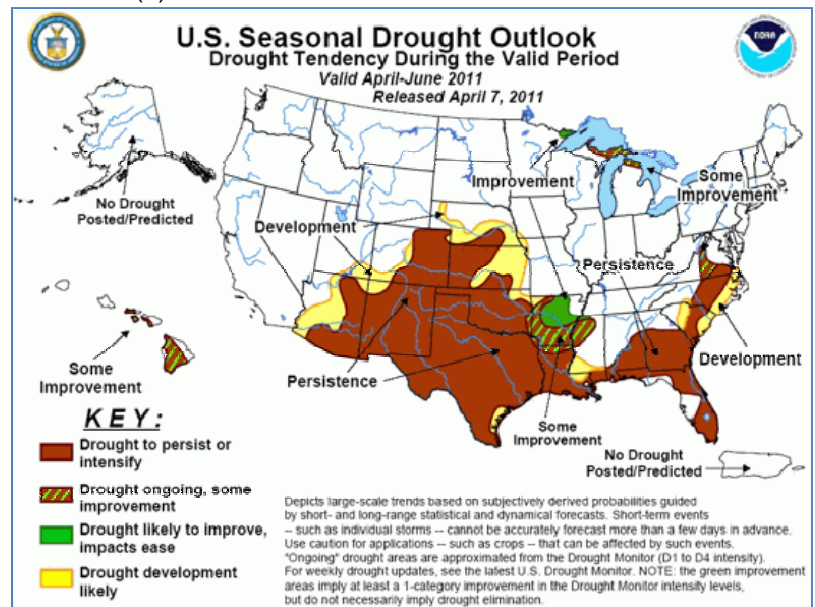 U.S. Seasonal Drought Outlook
Drought Tendency During the Valid Period
Valid April-June 2011
Released April 7, 2011
NOAA
No Drought
Posted/Predicted
Improvement
Some
Improvement
Development
Persistence
Some
Improvement
Persistence
Development
Some
Improvement
No Drought
Posted/Predicted
KEY:
Drought to persist or
intensify
Drought ongoing, some
improvement
Drought likely to improve,
impacts ease
Drought development
likely
Depicts large-scale trends based on subjectively derived probabilities guided
by short- and long-range statistical and dynamical forecasts. Short-term events
-- such as individual storms -- cannot be accurately forecast more than a few days in advance.
Use caution for applications -- such as crops -- that can be affected by such events.
"Ongoing" drought areas are approximated from the Drought Monitor (D1 to D4 intensity).
For weekly drought updates, see the latest U.S. Drought Monitor. NOTE: the green improvement
areas imply at least a 1-category improvement in the Drought Monitor intensity levels,
but do not necessarily imply drought elimination.